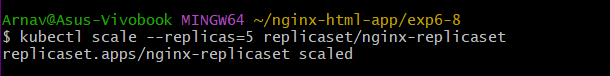 Arnav@Asus-Vivobook MINGW64 ~/nginx-html-app/exp6-8
$ kubectl scale --replicas=5 replicaset/nginx-replicaset
replicaset.apps/nginx-replicaset scaled